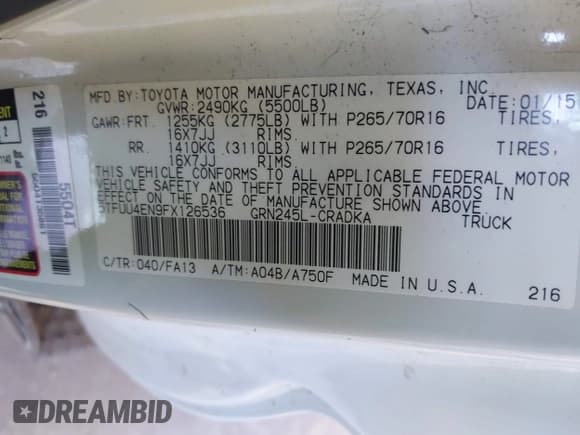 MFD.BY:TOYOTA MOTOR MANUFACTURING, TEXAS, INC.
GVWR:2490KG (5500LB) DATE:01/15
GAWR:FRT. 1255KG (2775LB) WITH P265/70R16 TIRES,
16X7JJ RIMS
RR. 1410KG (3110LB) WITH P265/70R16 TIRES,
16X7JJ RIMS
THIS VEHICLE CONFORMS TO ALL APPLICABLE FEDERAL MOTOR
VEHICLE SAFETY AND THEFT PREVENTION STANDARDS IN
EFFECT ON THE DATE OF MANUFACTURE SHOWN ABOVE.
5TFUU4EN9FX126536 GRN245L-CRADKA TRUCK
C/TR:040/FA13 A/TM:A04B/A750F MADE IN U.S.A. 216
216
55041
2
DREAMBID